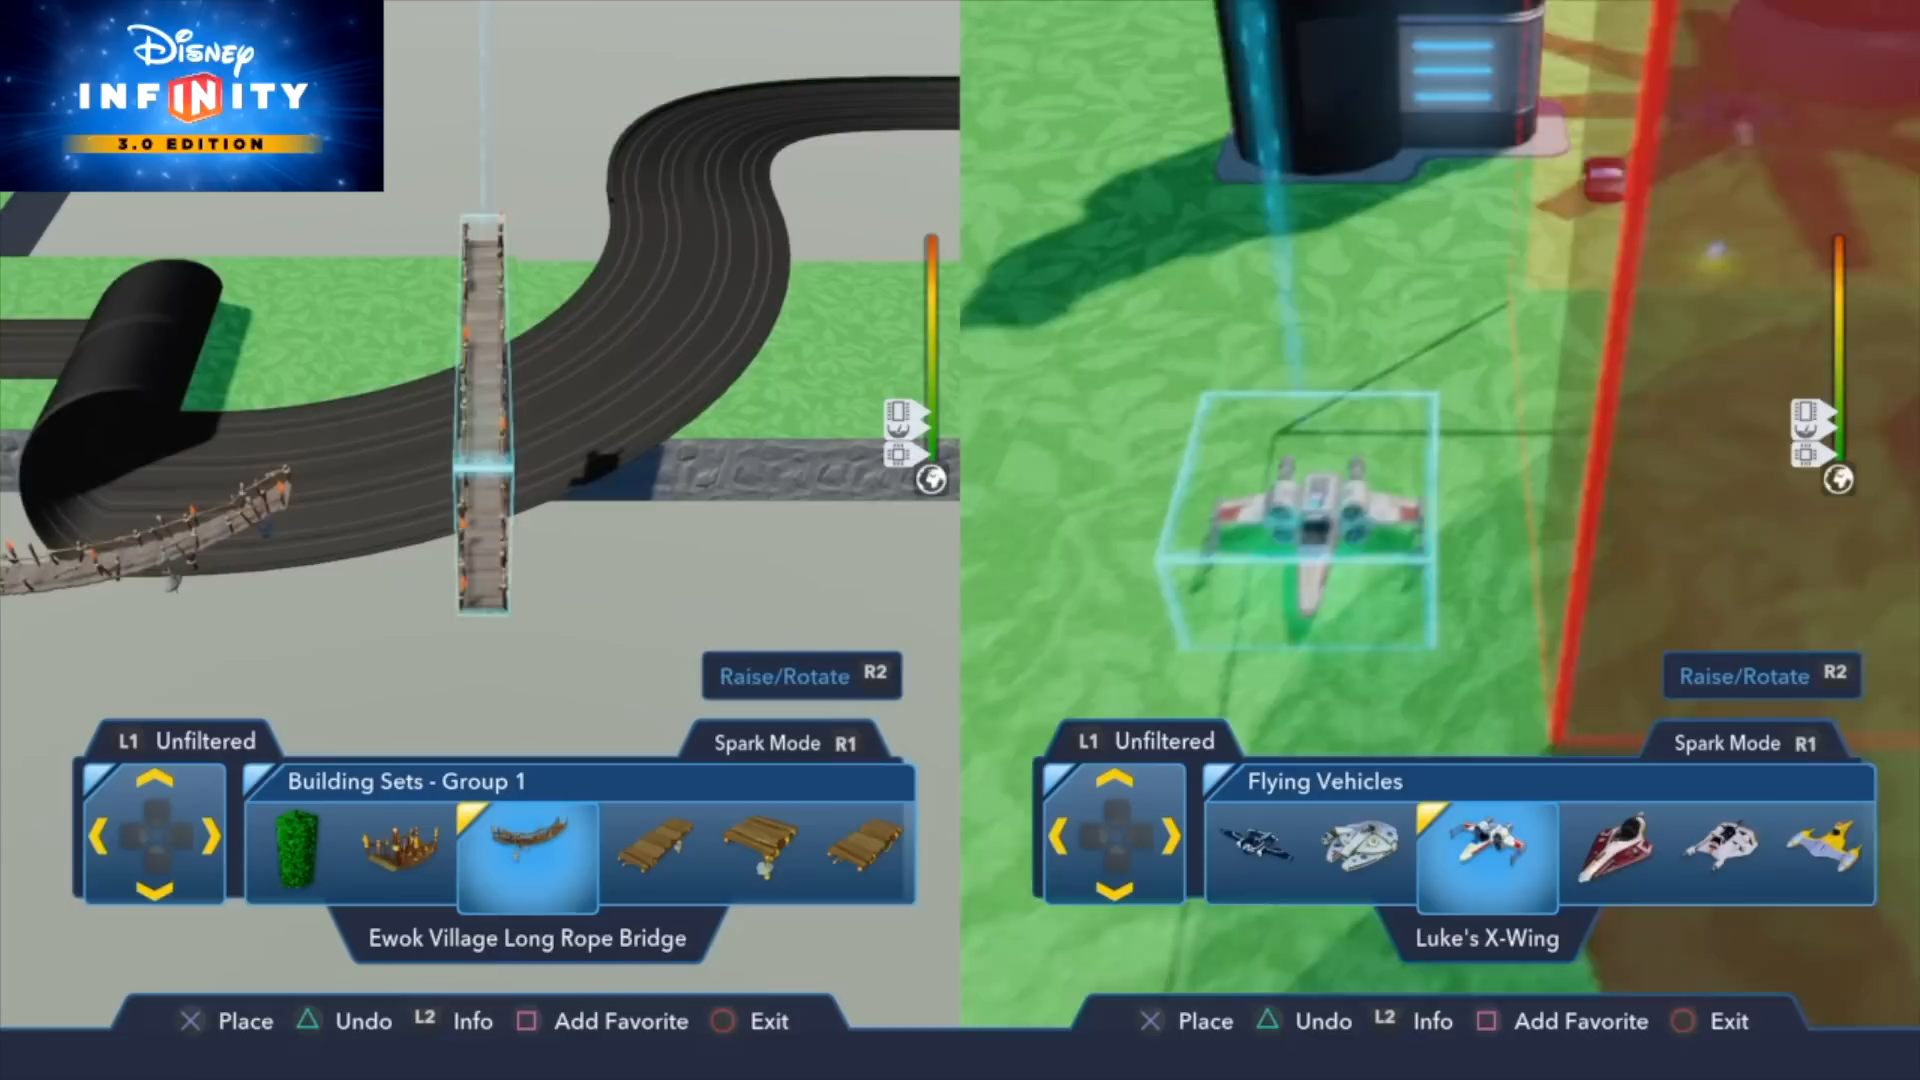 Disney
INFINITY
3.0 EDITION
Raise/Rotate R2
L1 Unfiltered
Spark Mode R1
Building Sets - Group 1
Ewok Village Long Rope Bridge
Place Undo L2 Info Add Favorite Exit
Raise/Rotate R2
L1 Unfiltered
Spark Mode R1
Flying Vehicles
Luke's X-Wing
Place Undo L2 Info Add Favorite Exit